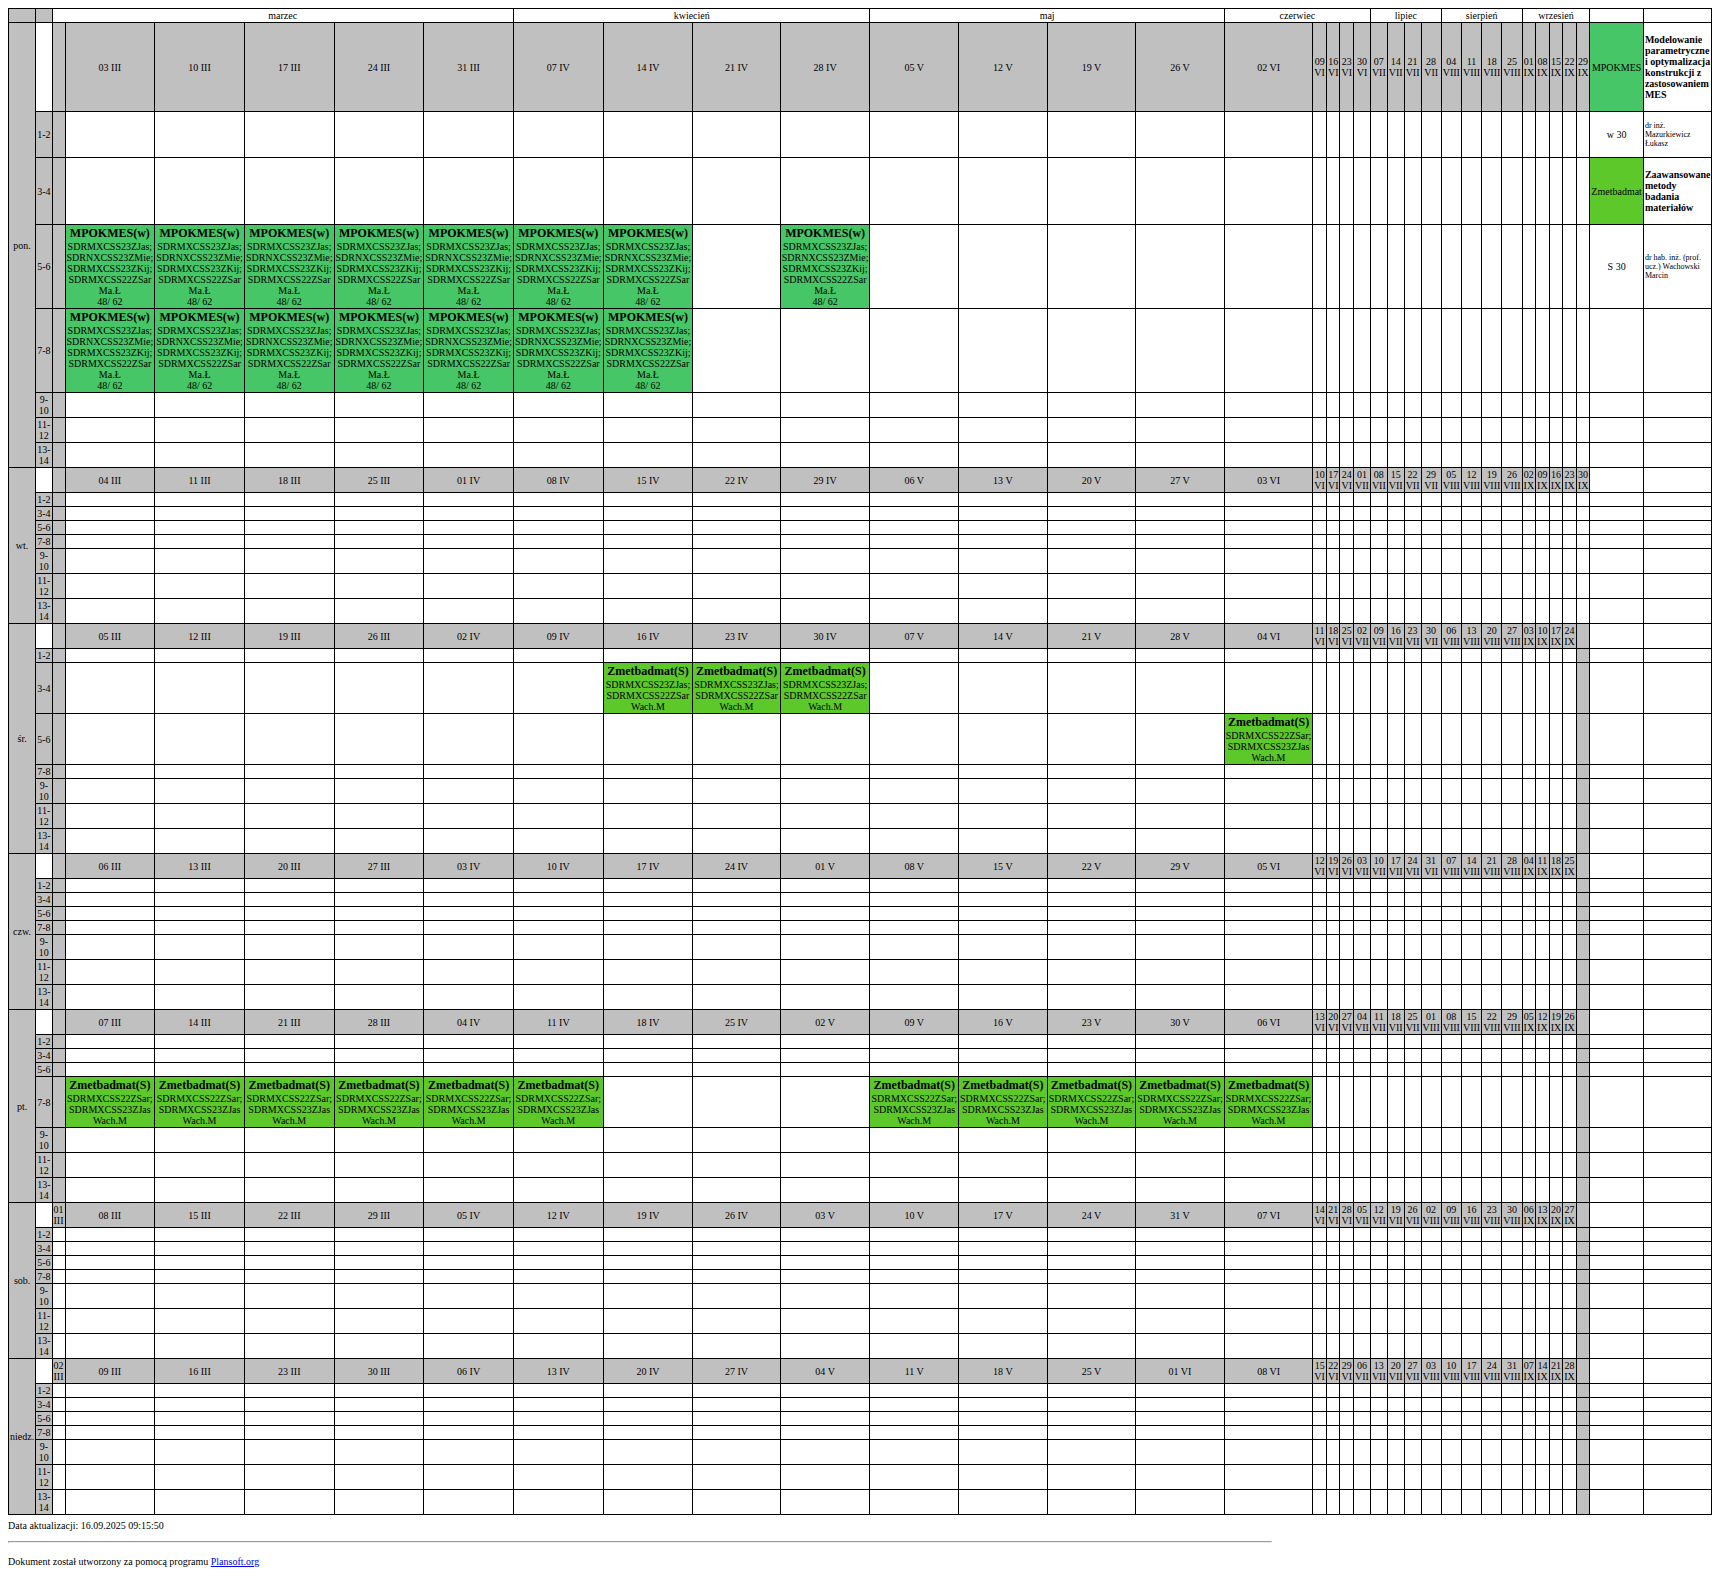 marzec kwiecień maj czerwiec lipiec sierpień wrzesień
pon. 03 III 10 III 17 III 24 III 31 III 07 IV 14 IV 21 IV 28 IV 05 V 12 V 19 V 26 V 02 VI 09 VI 16 VI 23 VI 30 VI 07 VII 14 VII 21 VII 28 VII 04 VIII 11 VIII 18 VIII 25 VIII 01 IX 08 IX 15 IX 22 IX 29 IX MPOKMES Modelowanie parametryczne i optymalizacja konstrukcji z zastosowaniem MES
1-2 w 30 dr inż. Mazurkiewicz Łukasz
3-4 Zmetbadmat Zaawansowane metody badania materiałów
5-6 S 30 dr hab. inż. (prof. ucz.) Wachowski Marcin
MPOKMES(w) MPOKMES(w) MPOKMES(w) MPOKMES(w) MPOKMES(w) MPOKMES(w) MPOKMES(w) MPOKMES(w)
SDRMXCSS23ZJas; SDRMXCSS23ZJas; SDRMXCSS23ZJas; SDRMXCSS23ZJas; SDRMXCSS23ZJas; SDRMXCSS23ZJas; SDRMXCSS23ZJas; SDRMXCSS23ZJas;
SDRNXCSS23ZMie; SDRNXCSS23ZMie; SDRNXCSS23ZMie; SDRNXCSS23ZMie; SDRNXCSS23ZMie; SDRNXCSS23ZMie; SDRNXCSS23ZMie; SDRNXCSS23ZMie;
SDRMXCSS23ZKij; SDRMXCSS23ZKij; SDRMXCSS23ZKij; SDRMXCSS23ZKij; SDRMXCSS23ZKij; SDRMXCSS23ZKij; SDRMXCSS23ZKij; SDRMXCSS23ZKij;
SDRMXCSS22ZSar SDRMXCSS22ZSar SDRMXCSS22ZSar SDRMXCSS22ZSar SDRMXCSS22ZSar SDRMXCSS22ZSar SDRMXCSS22ZSar SDRMXCSS22ZSar
Ma.Ł Ma.Ł Ma.Ł Ma.Ł Ma.Ł Ma.Ł Ma.Ł Ma.Ł
48/ 62 48/ 62 48/ 62 48/ 62 48/ 62 48/ 62 48/ 62 48/ 62
7-8
MPOKMES(w) MPOKMES(w) MPOKMES(w) MPOKMES(w) MPOKMES(w) MPOKMES(w) MPOKMES(w)
SDRMXCSS23ZJas; SDRMXCSS23ZJas; SDRMXCSS23ZJas; SDRMXCSS23ZJas; SDRMXCSS23ZJas; SDRMXCSS23ZJas; SDRMXCSS23ZJas;
SDRNXCSS23ZMie; SDRNXCSS23ZMie; SDRNXCSS23ZMie; SDRNXCSS23ZMie; SDRNXCSS23ZMie; SDRNXCSS23ZMie; SDRNXCSS23ZMie;
SDRMXCSS23ZKij; SDRMXCSS23ZKij; SDRMXCSS23ZKij; SDRMXCSS23ZKij; SDRMXCSS23ZKij; SDRMXCSS23ZKij; SDRMXCSS23ZKij;
SDRMXCSS22ZSar SDRMXCSS22ZSar SDRMXCSS22ZSar SDRMXCSS22ZSar SDRMXCSS22ZSar SDRMXCSS22ZSar SDRMXCSS22ZSar
Ma.Ł Ma.Ł Ma.Ł Ma.Ł Ma.Ł Ma.Ł Ma.Ł
48/ 62 48/ 62 48/ 62 48/ 62 48/ 62 48/ 62 48/ 62
9-10
11-12
13-14
wt. 04 III 11 III 18 III 25 III 01 IV 08 IV 15 IV 22 IV 29 IV 06 V 13 V 20 V 27 V 03 VI 10 VI 17 VI 24 VI 01 VII 08 VII 15 VII 22 VII 29 VII 05 VIII 12 VIII 19 VIII 26 VIII 02 IX 09 IX 16 IX 23 IX 30 IX
1-2
3-4
5-6
7-8
9-10
11-12
13-14
śr. 05 III 12 III 19 III 26 III 02 IV 09 IV 16 IV 23 IV 30 IV 07 V 14 V 21 V 28 V 04 VI 11 VI 18 VI 25 VI 02 VII 09 VII 16 VII 23 VII 30 VII 06 VIII 13 VIII 20 VIII 27 VIII 03 IX 10 IX 17 IX 24 IX
1-2
3-4
Zmetbadmat(S) Zmetbadmat(S) Zmetbadmat(S)
SDRMXCSS23ZJas; SDRMXCSS23ZJas; SDRMXCSS23ZJas;
SDRMXCSS22ZSar SDRMXCSS22ZSar SDRMXCSS22ZSar
Wach.M Wach.M Wach.M
5-6
Zmetbadmat(S)
SDRMXCSS22ZSar;
SDRMXCSS23ZJas
Wach.M
7-8
9-10
11-12
13-14
czw. 06 III 13 III 20 III 27 III 03 IV 10 IV 17 IV 24 IV 01 V 08 V 15 V 22 V 29 V 05 VI 12 VI 19 VI 26 VI 03 VII 10 VII 17 VII 24 VII 31 VII 07 VIII 14 VIII 21 VIII 28 VIII 04 IX 11 IX 18 IX 25 IX
1-2
3-4
5-6
7-8
9-10
11-12
13-14
pt. 07 III 14 III 21 III 28 III 04 IV 11 IV 18 IV 25 IV 02 V 09 V 16 V 23 V 30 V 06 VI 13 VI 20 VI 27 VI 04 VII 11 VII 18 VII 25 VII 01 VIII 08 VIII 15 VIII 22 VIII 29 VIII 05 IX 12 IX 19 IX 26 IX
1-2
3-4
5-6
7-8
Zmetbadmat(S) Zmetbadmat(S) Zmetbadmat(S) Zmetbadmat(S) Zmetbadmat(S) Zmetbadmat(S) Zmetbadmat(S) Zmetbadmat(S) Zmetbadmat(S) Zmetbadmat(S) Zmetbadmat(S)
SDRMXCSS22ZSar; SDRMXCSS22ZSar; SDRMXCSS22ZSar; SDRMXCSS22ZSar; SDRMXCSS22ZSar; SDRMXCSS22ZSar; SDRMXCSS22ZSar; SDRMXCSS22ZSar; SDRMXCSS22ZSar; SDRMXCSS22ZSar; SDRMXCSS22ZSar;
SDRMXCSS23ZJas SDRMXCSS23ZJas SDRMXCSS23ZJas SDRMXCSS23ZJas SDRMXCSS23ZJas SDRMXCSS23ZJas SDRMXCSS23ZJas SDRMXCSS23ZJas SDRMXCSS23ZJas SDRMXCSS23ZJas SDRMXCSS23ZJas
Wach.M Wach.M Wach.M Wach.M Wach.M Wach.M Wach.M Wach.M Wach.M Wach.M Wach.M
9-10
11-12
13-14
sob. 01 III 08 III 15 III 22 III 29 III 05 IV 12 IV 19 IV 26 IV 03 V 10 V 17 V 24 V 31 V 07 VI 14 VI 21 VI 28 VI 05 VII 12 VII 19 VII 26 VII 02 VIII 09 VIII 16 VIII 23 VIII 30 VIII 06 IX 13 IX 20 IX 27 IX
1-2
3-4
5-6
7-8
9-10
11-12
13-14
niedz. 02 III 09 III 16 III 23 III 30 III 06 IV 13 IV 20 IV 27 IV 04 V 11 V 18 V 25 V 01 VI 08 VI 15 VI 22 VI 29 VI 06 VII 13 VII 20 VII 27 VII 03 VIII 10 VIII 17 VIII 24 VIII 31 VIII 07 IX 14 IX 21 IX 28 IX
1-2
3-4
5-6
7-8
9-10
11-12
13-14
Data aktualizacji: 16.09.2025 09:15:50
Dokument został utworzony za pomocą programu Plansoft.org